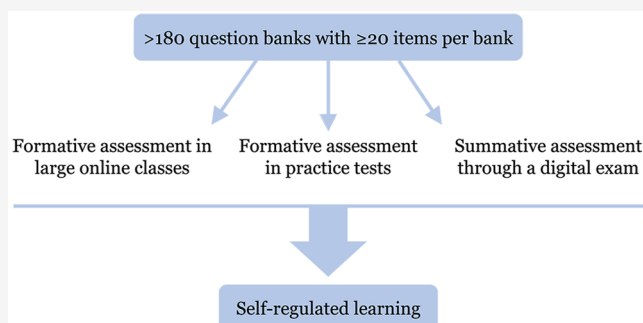 >180 question banks with ≥20 items per bank
Formative assessment in
large online classes
Formative assessment
in practice tests
Summative assessment
through a digital exam
Self-regulated learning